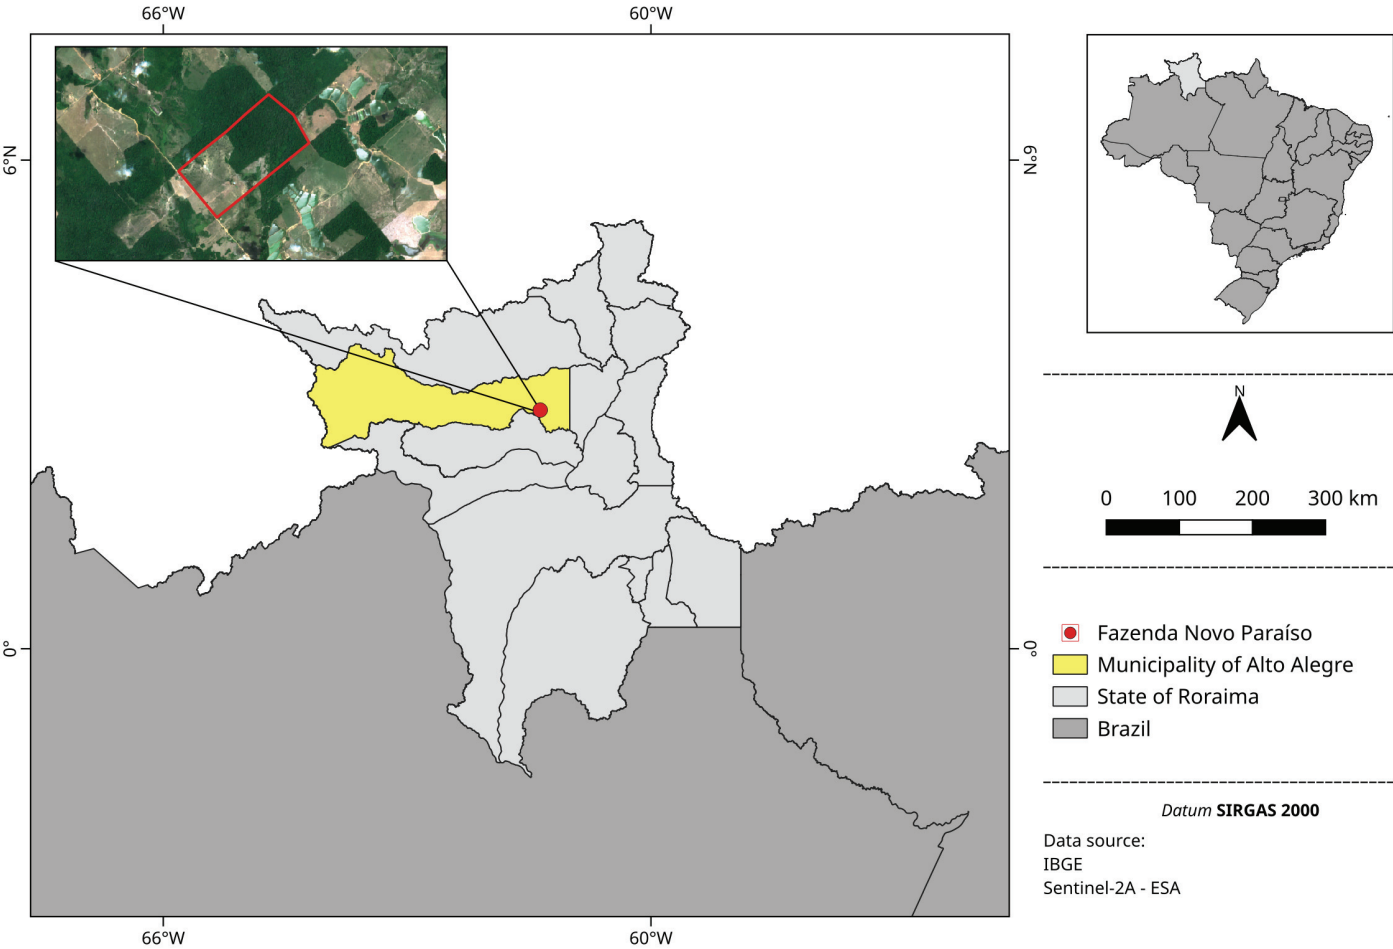 66°W
60°W
6°N
6°N
0°
0°
66°W
60°W
N
0 100 200 300 km
Fazenda Novo Paraíso
Municipality of Alto Alegre
State of Roraima
Brazil
Datum SIRGAS 2000
Data source:
IBGE
Sentinel-2A - ESA